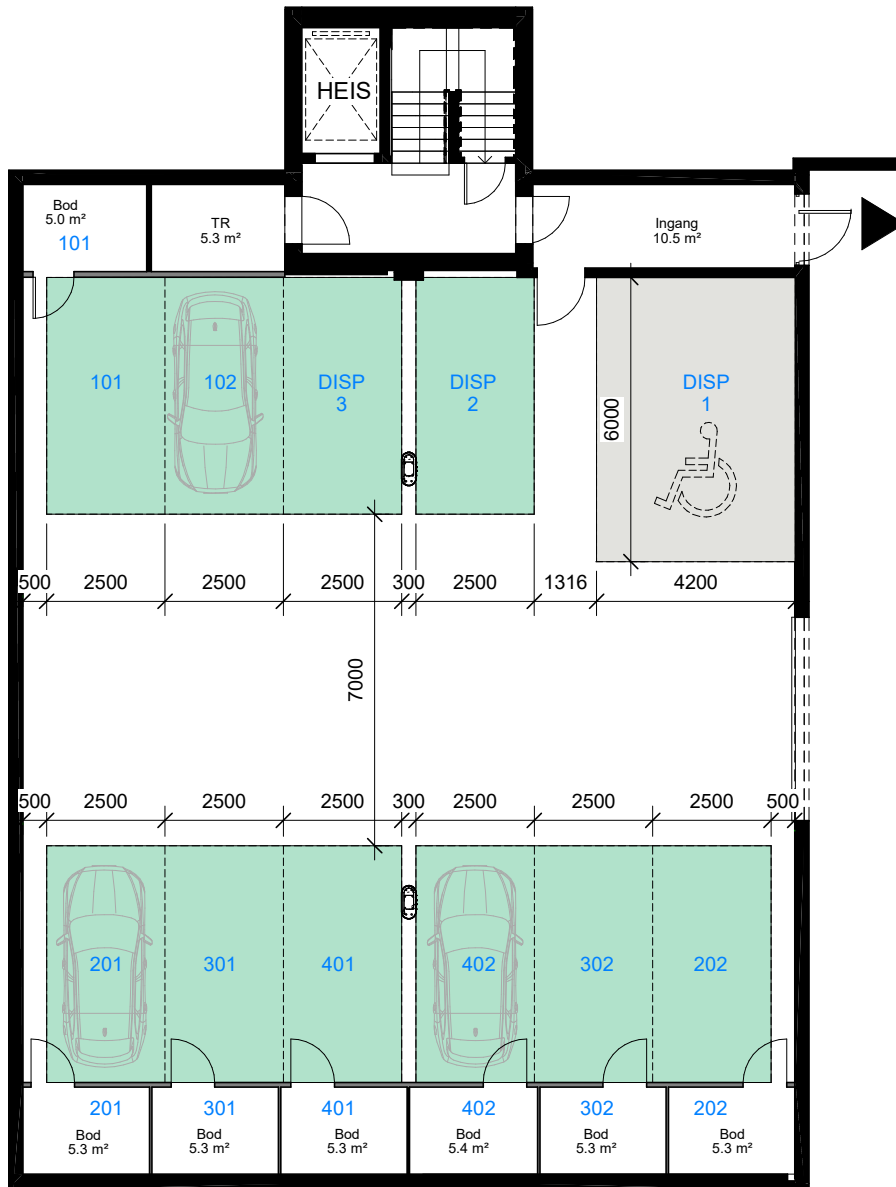 HEIS
Bod
5.0 m²
101
TR
5.3 m²
Ingang
10.5 m²
101
102
DISP
3
DISP
2
DISP
1
6000
500 2500 2500 2500 300 2500 1316 4200
7000
500 2500 2500 2500 300 2500 2500 2500 500
201
301
401
402
302
202
201
Bod
5.3 m²
301
Bod
5.3 m²
401
Bod
5.3 m²
402
Bod
5.4 m²
302
Bod
5.3 m²
202
Bod
5.3 m²